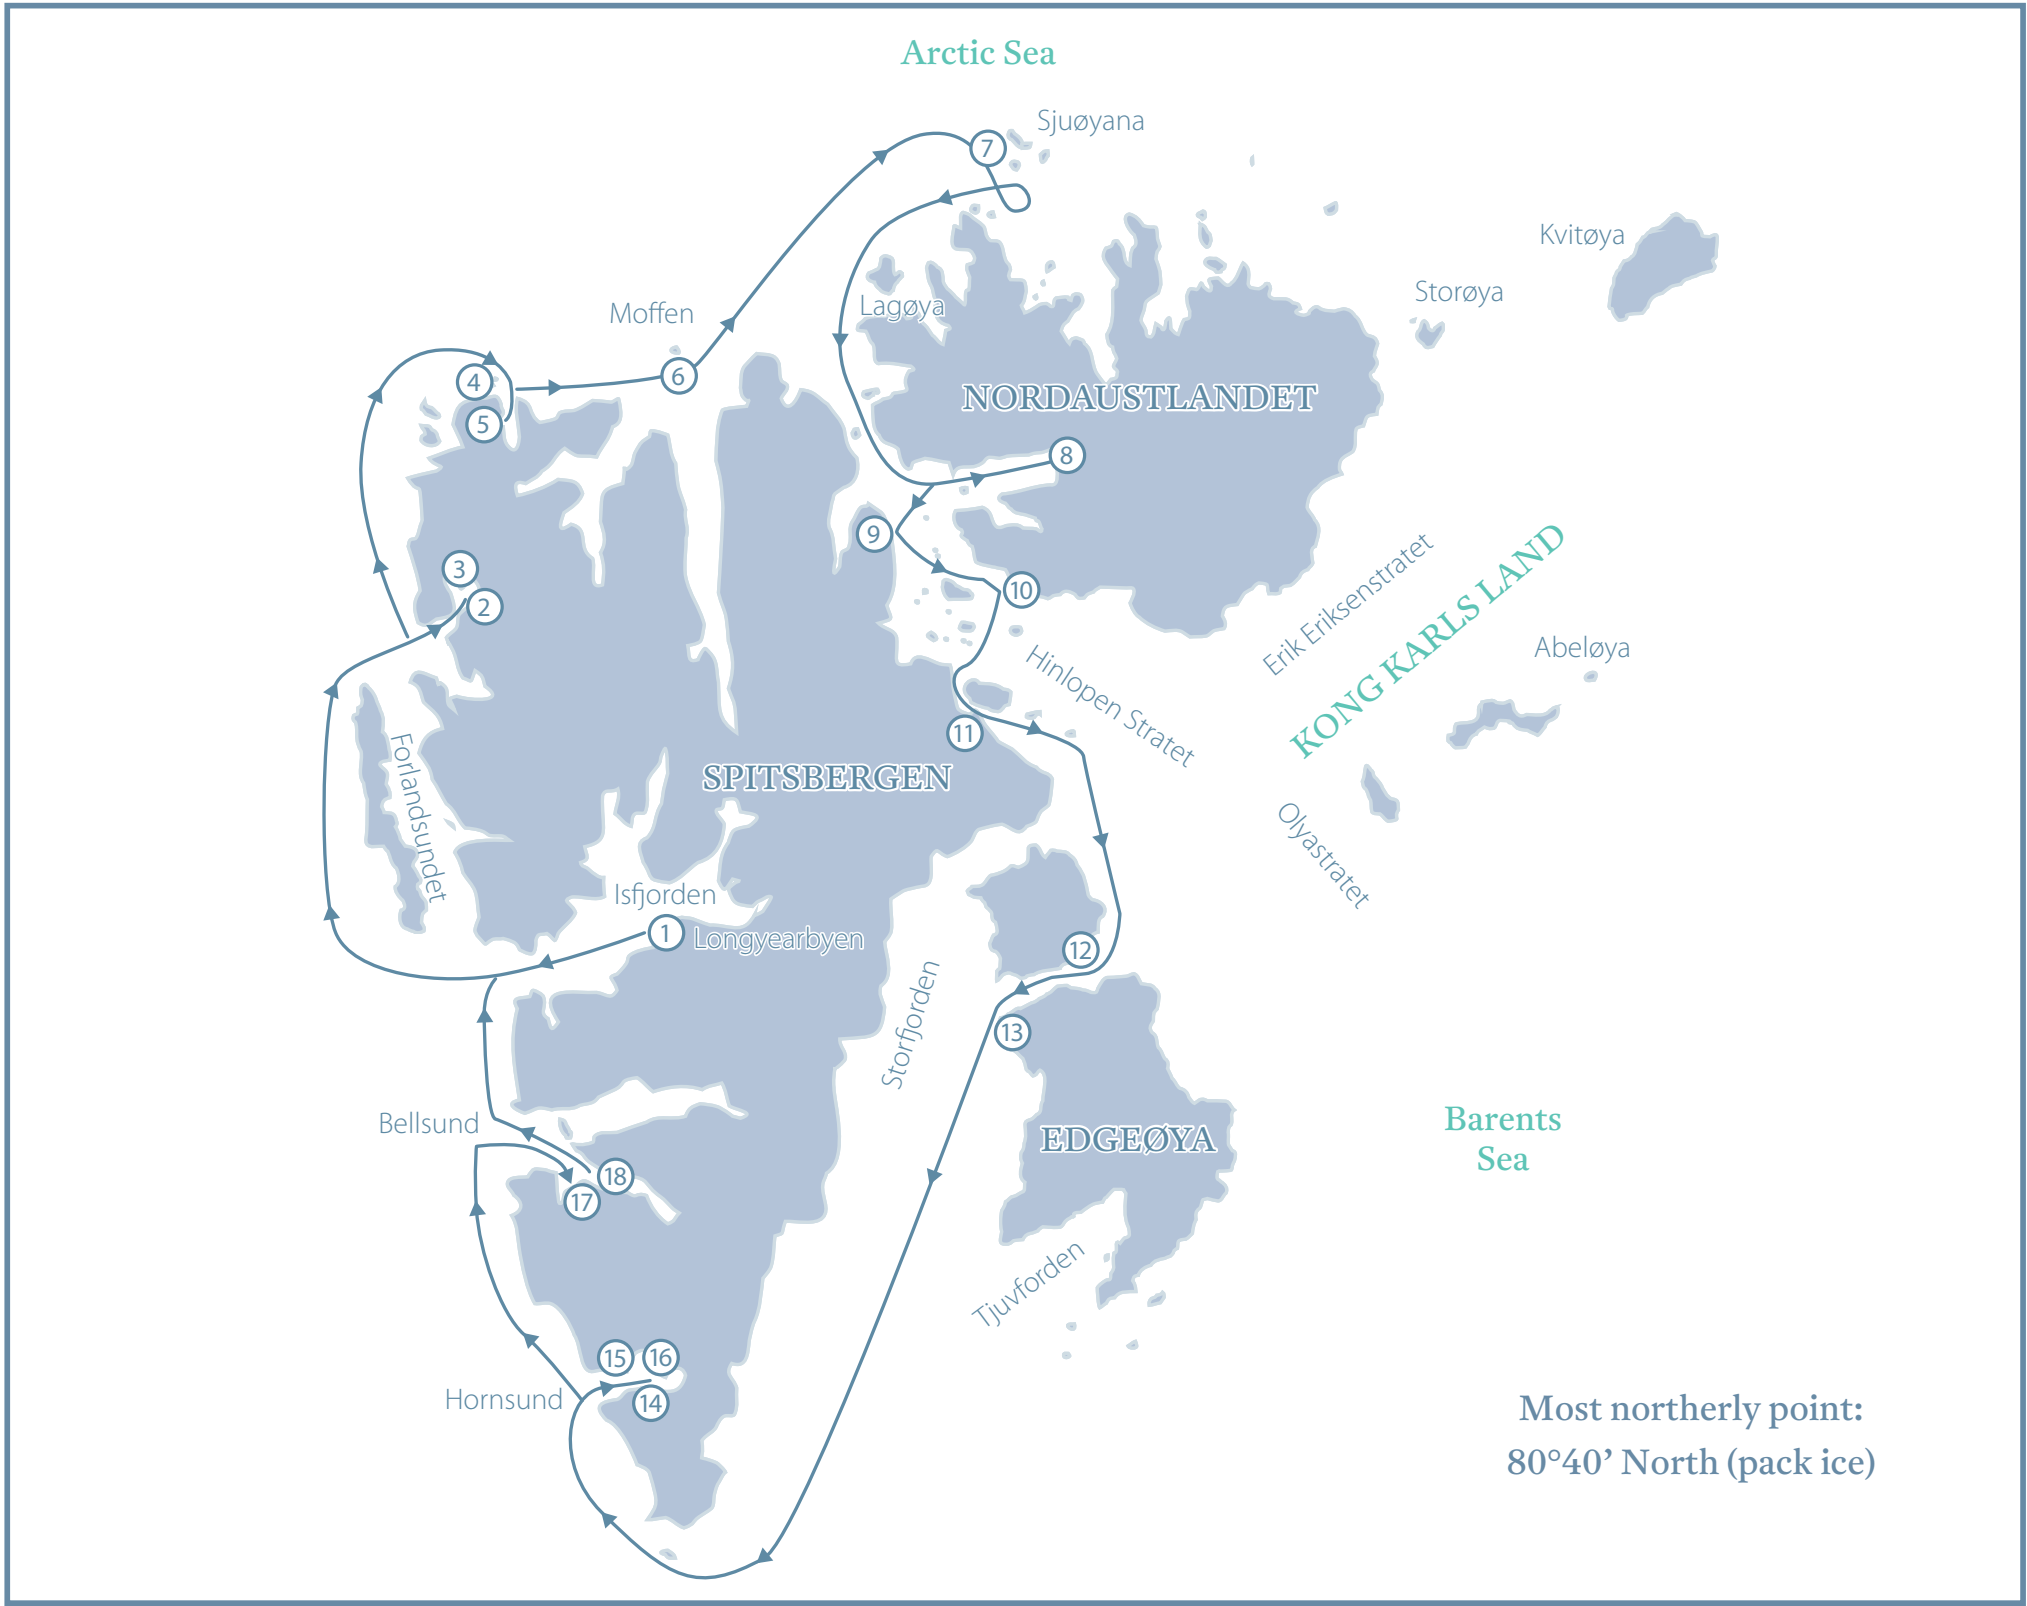 Arctic Sea
Sjuøyana
7
Kvitøya
Storøya
Lagøya
Moffen
6
4
5
NORDAUSTLANDET
8
9
3
2
10
Erik Eriksenstratet
KONG KARLS LAND
Abeløya
Hinlopen Stratet
11
Forlandsundet
SPITSBERGEN
Olyastratet
Isfjorden
1
Longyearbyen
12
Storfjorden
13
Bellsund
EDGEØYA
Barents
Sea
18
17
Tjuvfjorden
15
16
14
Hornsund
Most northerly point:
80°40’ North (pack ice)